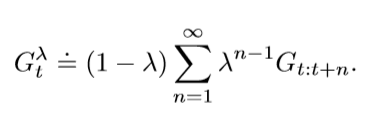 G_t^λ ≐ (1 − λ) ∑_{n=1}^{∞} λ^{n−1} G_{t:t+n}.